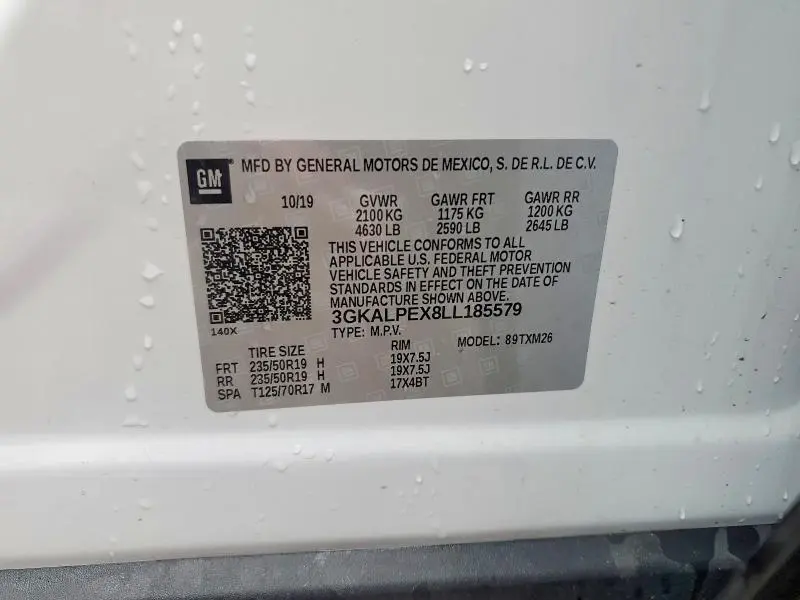 GM MFD BY GENERAL MOTORS DE MEXICO, S. DE R.L. DE C.V.
10/19 GVWR GAWR FRT GAWR RR
2100 KG 1175 KG 1200 KG
4630 LB 2590 LB 2645 LB
THIS VEHICLE CONFORMS TO ALL
APPLICABLE U.S. FEDERAL MOTOR
VEHICLE SAFETY AND THEFT PREVENTION
STANDARDS IN EFFECT ON THE DATE OF
MANUFACTURE SHOWN ABOVE.
140X
3GKALPEX8LL185579
TYPE: M.P.V. MODEL: 89TXM26
TIRE SIZE RIM
FRT 235/50R19 H 19X7.5J
RR 235/50R19 H 19X7.5J
SPA T125/70R17 M 17X4BT